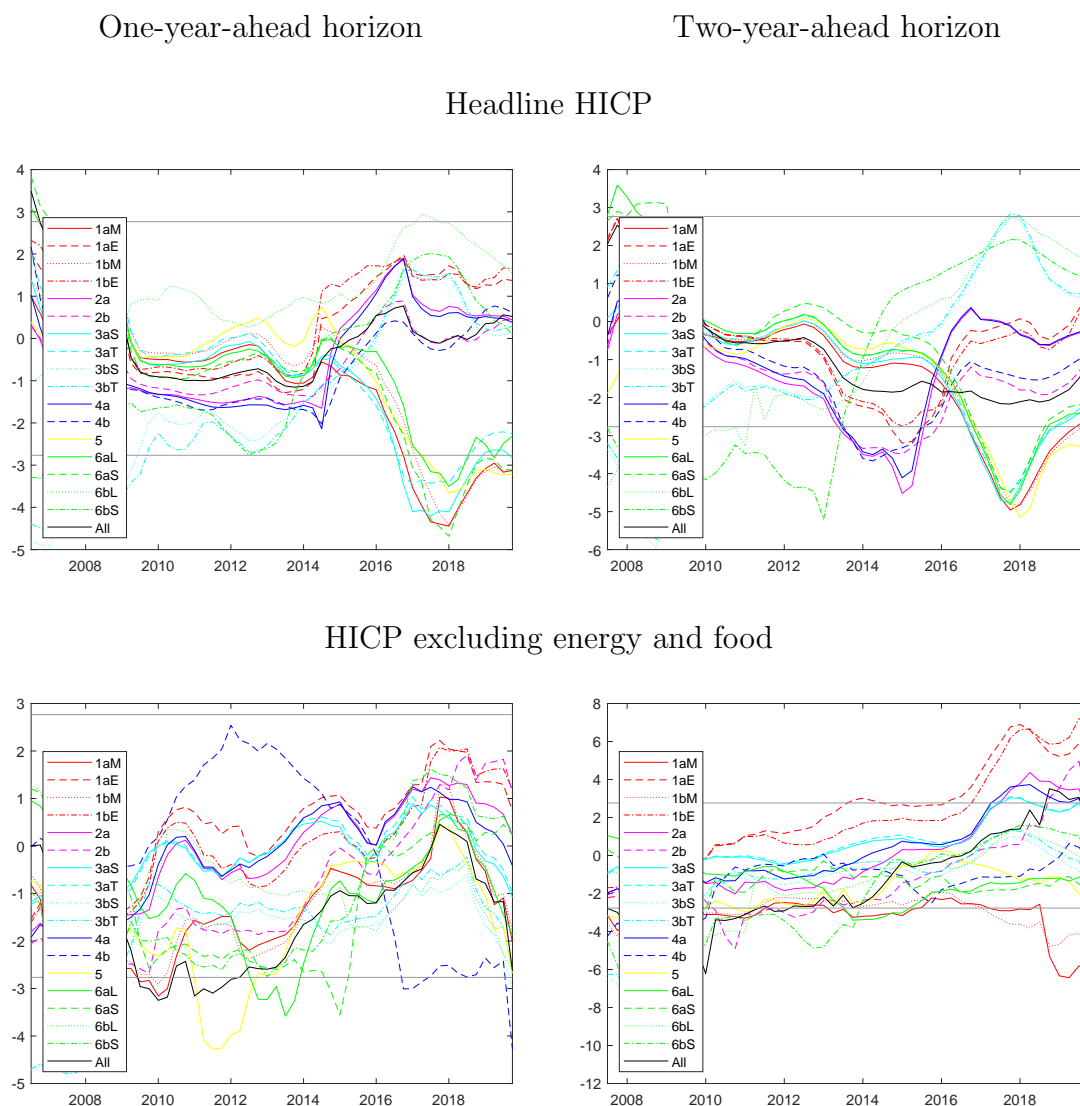 One-year-ahead horizon
Two-year-ahead horizon
Headline HICP
4
3
2
1
0
-1
-2
-3
-4
-5
2008 2010 2012 2014 2016 2018
1aM
1aE
1bM
1bE
2a
2b
3aS
3aT
3bS
3bT
4a
4b
5
6aL
6aS
6bL
6bS
All
4
3
2
1
0
-1
-2
-3
-4
-5
-6
2008 2010 2012 2014 2016 2018
1aM
1aE
1bM
1bE
2a
2b
3aS
3aT
3bS
3bT
4a
4b
5
6aL
6aS
6bL
6bS
All
HICP excluding energy and food
3
2
1
0
-1
-2
-3
-4
-5
2008 2010 2012 2014 2016 2018
1aM
1aE
1bM
1bE
2a
2b
3aS
3aT
3bS
3bT
4a
4b
5
6aL
6aS
6bL
6bS
All
8
6
4
2
0
-2
-4
-6
-8
-10
-12
2008 2010 2012 2014 2016 2018
1aM
1aE
1bM
1bE
2a
2b
3aS
3aT
3bS
3bT
4a
4b
5
6aL
6aS
6bL
6bS
All